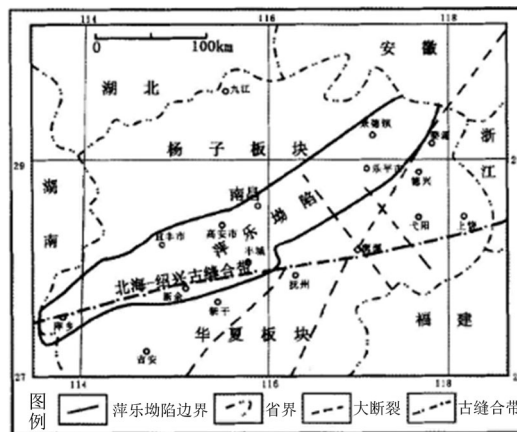 114
116
118
0
100km
安徽
湖北
九江
景德镇
婺源
浙江
杨子板块
29
乐平市
德兴
湖南
南昌
萍乐坳陷
高安市
宜丰市
弋阳
上饶
丰城
北海—绍兴古缝合带
抚州
新余
新干
萍乡
华夏板块
福建
吉安
27
114
116
118
图例
萍乐坳陷边界
省界
大断裂
古缝合带